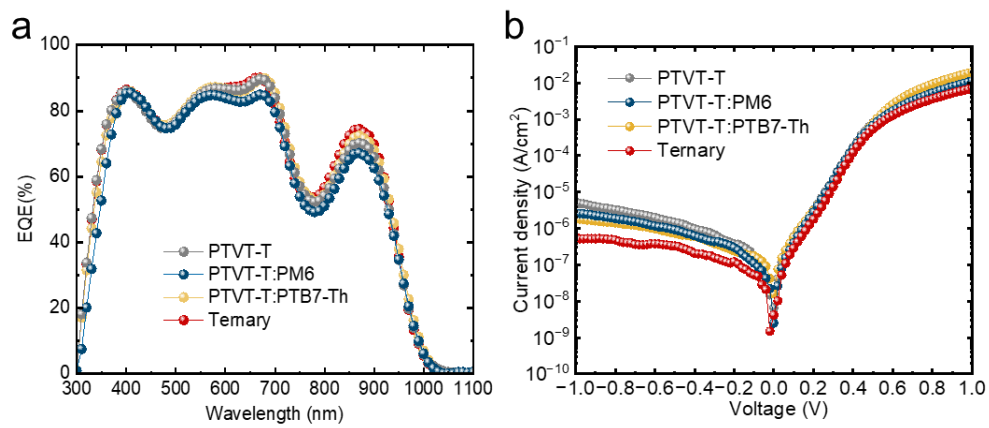 a
100
80
60
40
20
0
EQE(%)
PTVT-T
PTVT-T:PM6
PTVT-T:PTB7-Th
Ternary
300 400 500 600 700 800 900 1000 1100
Wavelength (nm)
b
10⁻¹
10⁻²
10⁻³
10⁻⁴
10⁻⁵
10⁻⁶
10⁻⁷
10⁻⁸
10⁻⁹
10⁻¹⁰
Current density (A/cm²)
PTVT-T
PTVT-T:PM6
PTVT-T:PTB7-Th
Ternary
−1.0 −0.8 −0.6 −0.4 −0.2 0.0 0.2 0.4 0.6 0.8 1.0
Voltage (V)